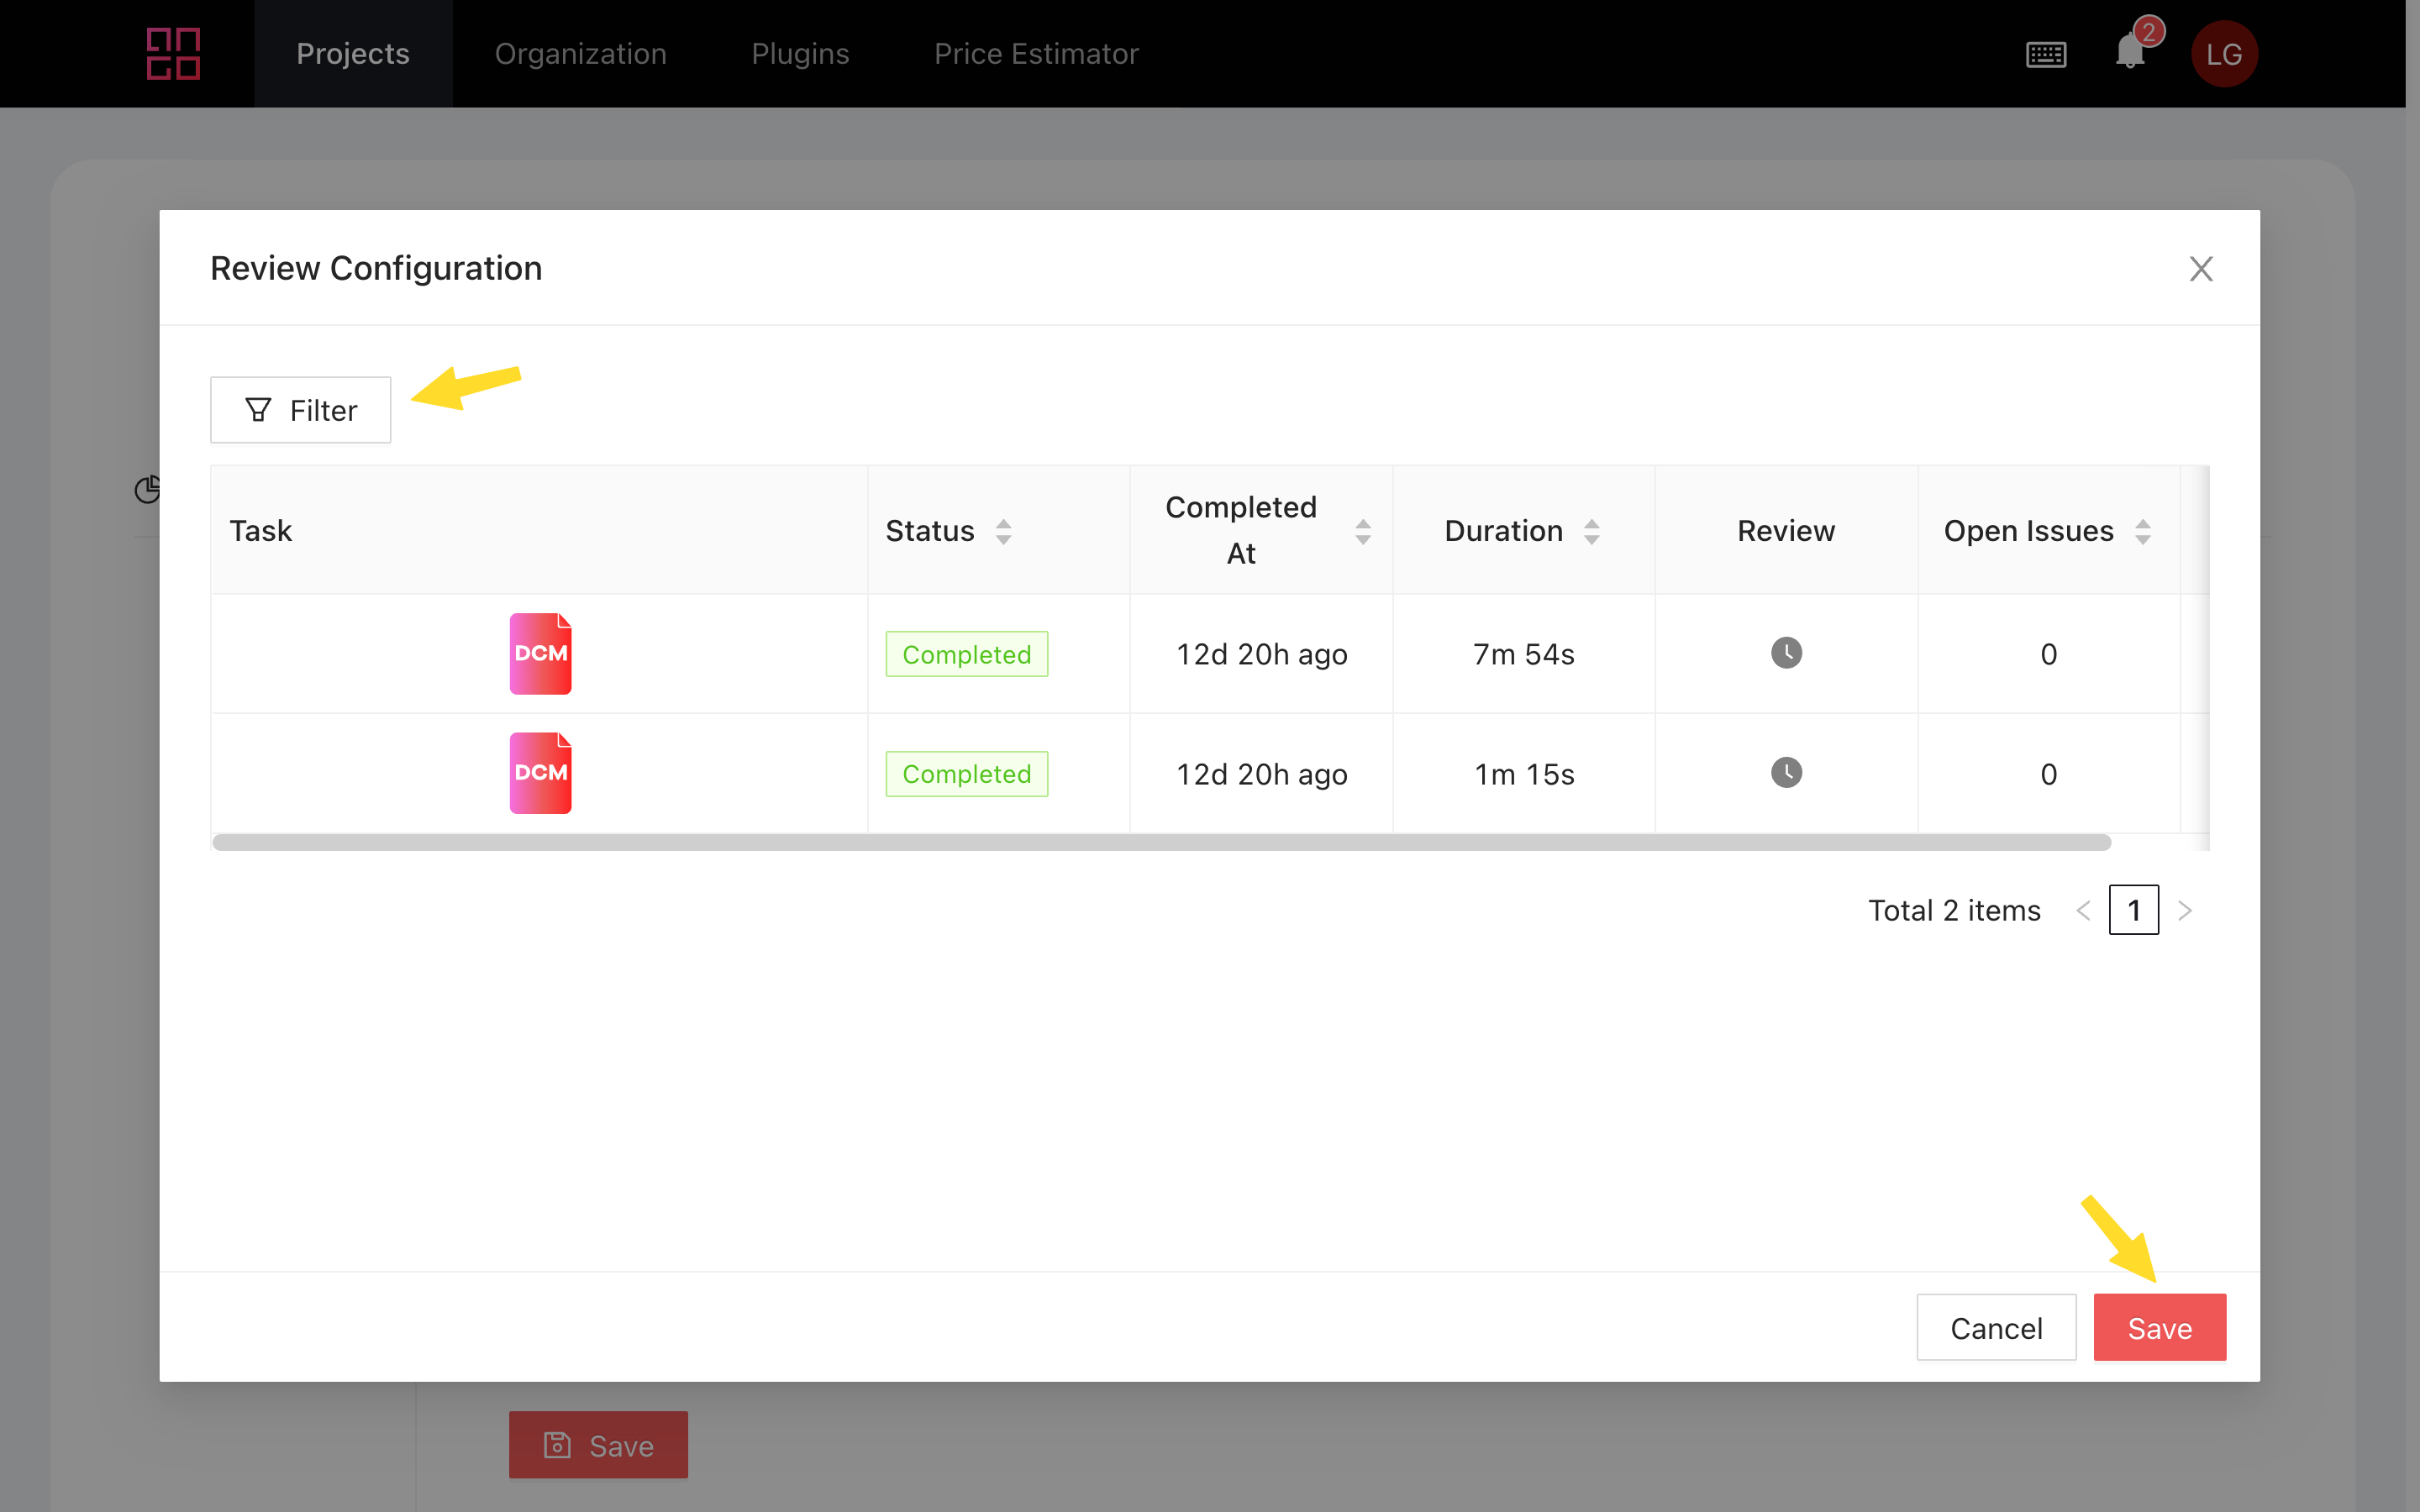 Projects Organization Plugins Price Estimator 2 LG
Review Configuration
Filter
Task Status Completed At Duration Review Open Issues
DCM Completed 12d 20h ago 7m 54s 0
DCM Completed 12d 20h ago 1m 15s 0
Total 2 items 1
Cancel Save
Save